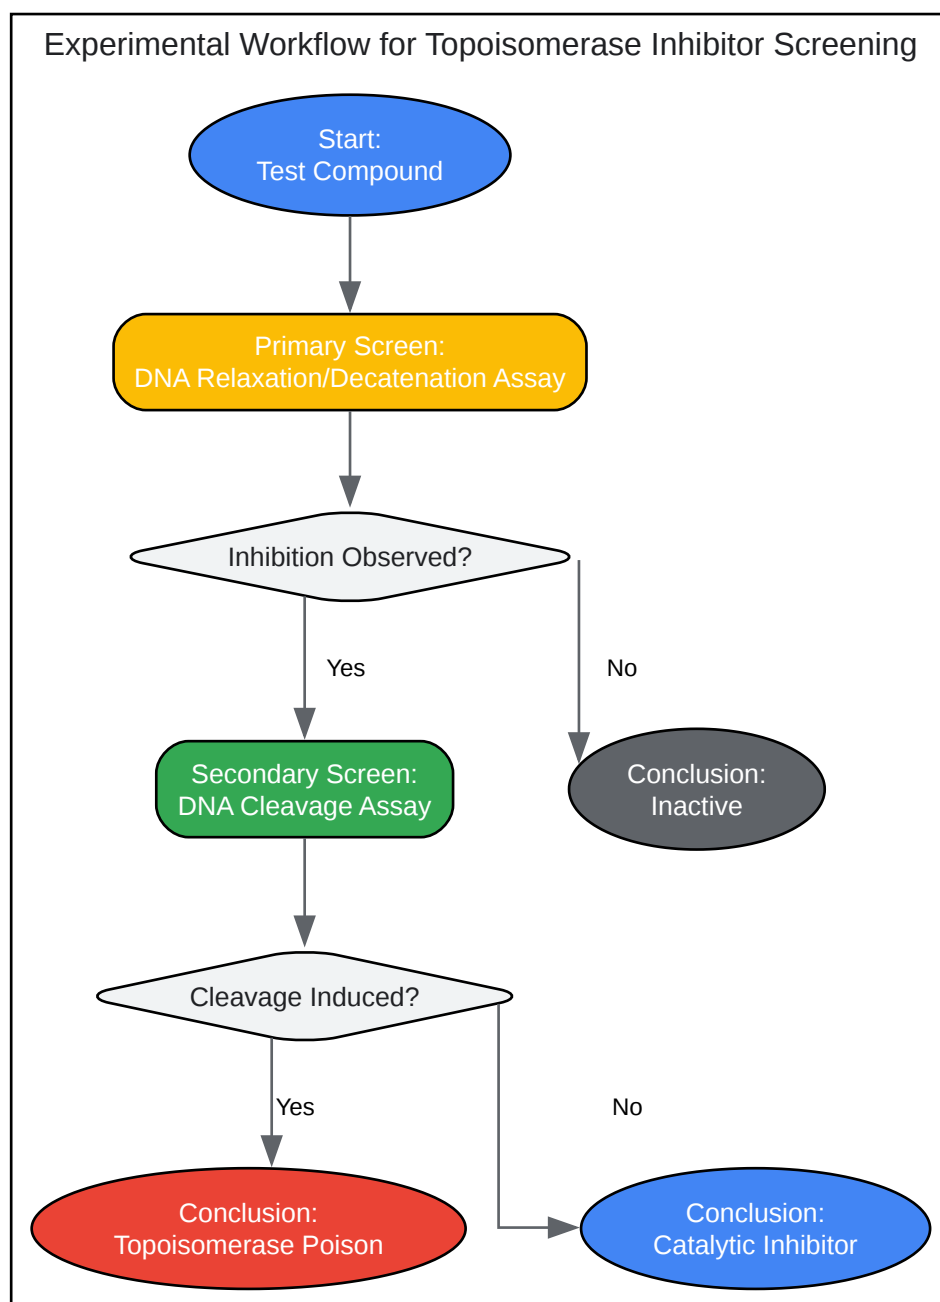 Experimental Workflow for Topoisomerase Inhibitor Screening
Start:
Test Compound
Primary Screen:
DNA Relaxation/Decatenation Assay
Inhibition Observed?
Yes
No
Secondary Screen:
DNA Cleavage Assay
Conclusion:
Inactive
Cleavage Induced?
Yes
No
Conclusion:
Topoisomerase Poison
Conclusion:
Catalytic Inhibitor